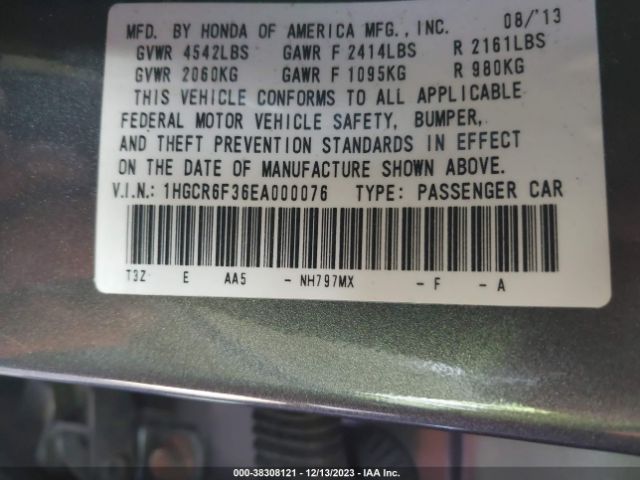 MFD. BY HONDA OF AMERICA MFG., INC. 08/'13
GVWR 4542LBS GAWR F 2414LBS R 2161LBS
GVWR 2060KG GAWR F 1095KG R 980KG
THIS VEHICLE CONFORMS TO ALL APPLICABLE
FEDERAL MOTOR VEHICLE SAFETY, BUMPER,
AND THEFT PREVENTION STANDARDS IN EFFECT
ON THE DATE OF MANUFACTURE SHOWN ABOVE.
V.I.N.: 1HGCR6F36EA000076 TYPE: PASSENGER CAR
T3Z E AA5 - NH797MX - F - A
000-38308121 - 12/13/2023 - IAA Inc.